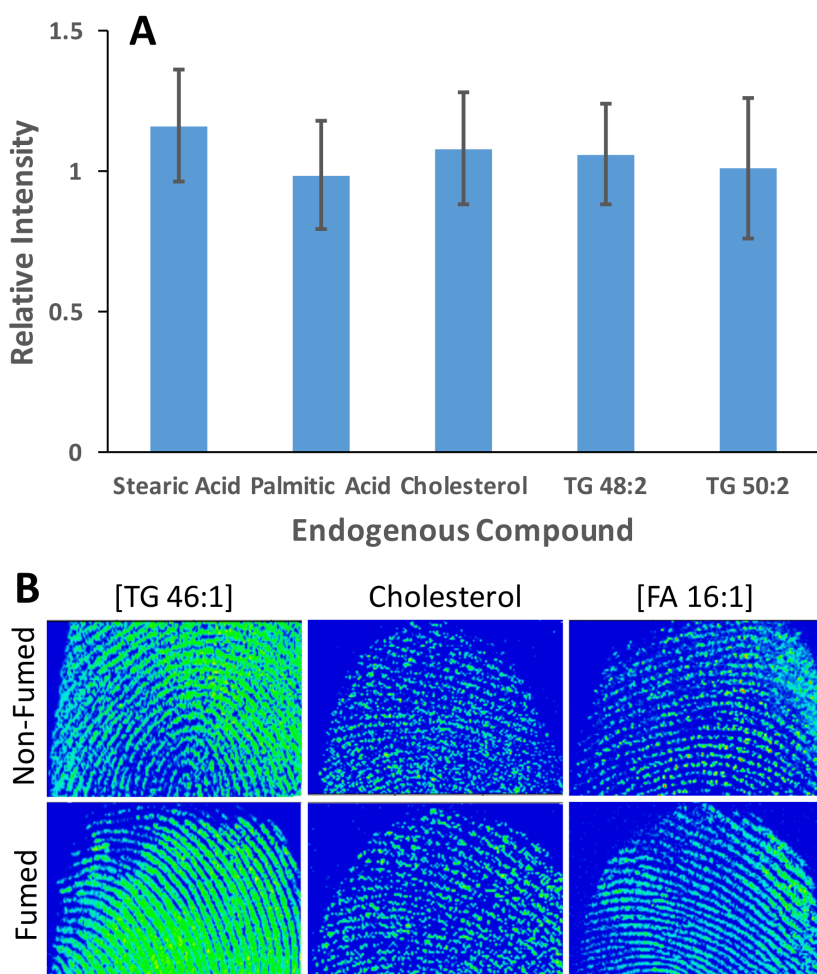 A
1.5
1
0.5
0
Relative Intensity
Stearic Acid Palmitic Acid Cholesterol TG 48:2 TG 50:2
Endogenous Compound
B
[TG 46:1] Cholesterol [FA 16:1]
Non-Fumed
Fumed